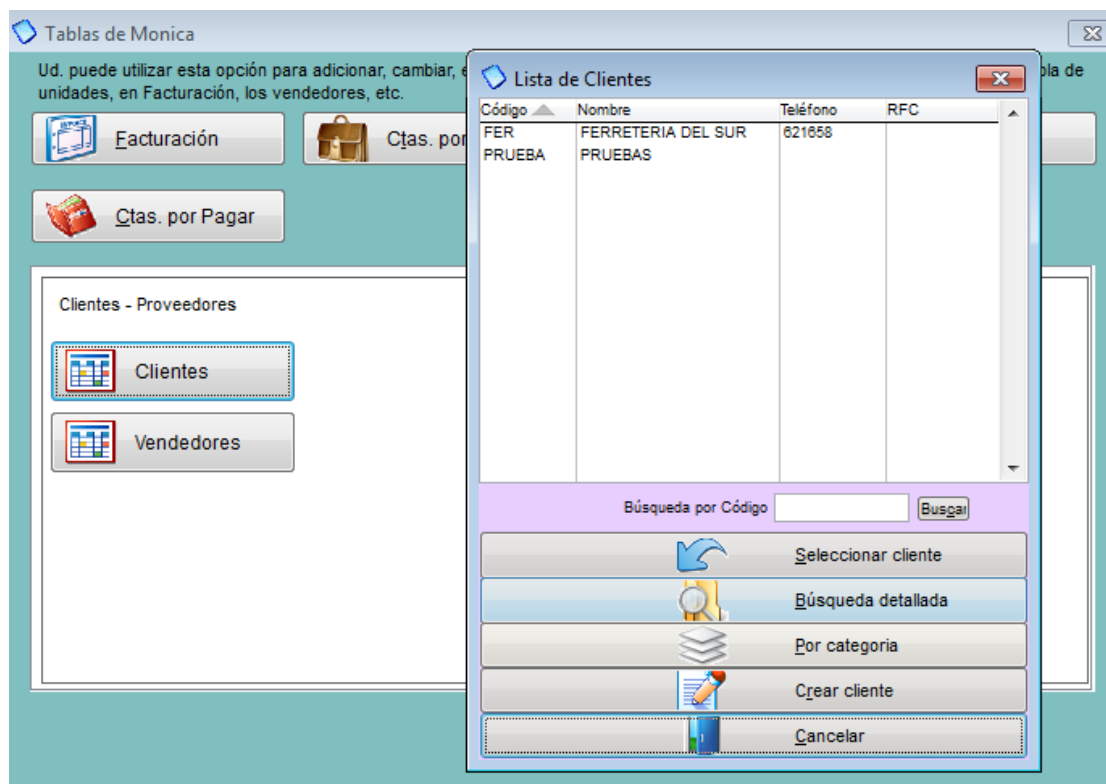 Tablas de Monica
Ud. puede utilizar esta opción para adicionar, cambiar,
bla de
unidades, en Facturación, los vendedores, etc.
Facturación
Ctas. por
Ctas. por Pagar
Clientes - Proveedores
Clientes
Vendedores
Lista de Clientes
Código Nombre Teléfono RFC
FER FERRETERIA DEL SUR 621658
PRUEBA PRUEBAS
Búsqueda por Código Buscar
Seleccionar cliente
Búsqueda detallada
Por categoria
Crear cliente
Cancelar